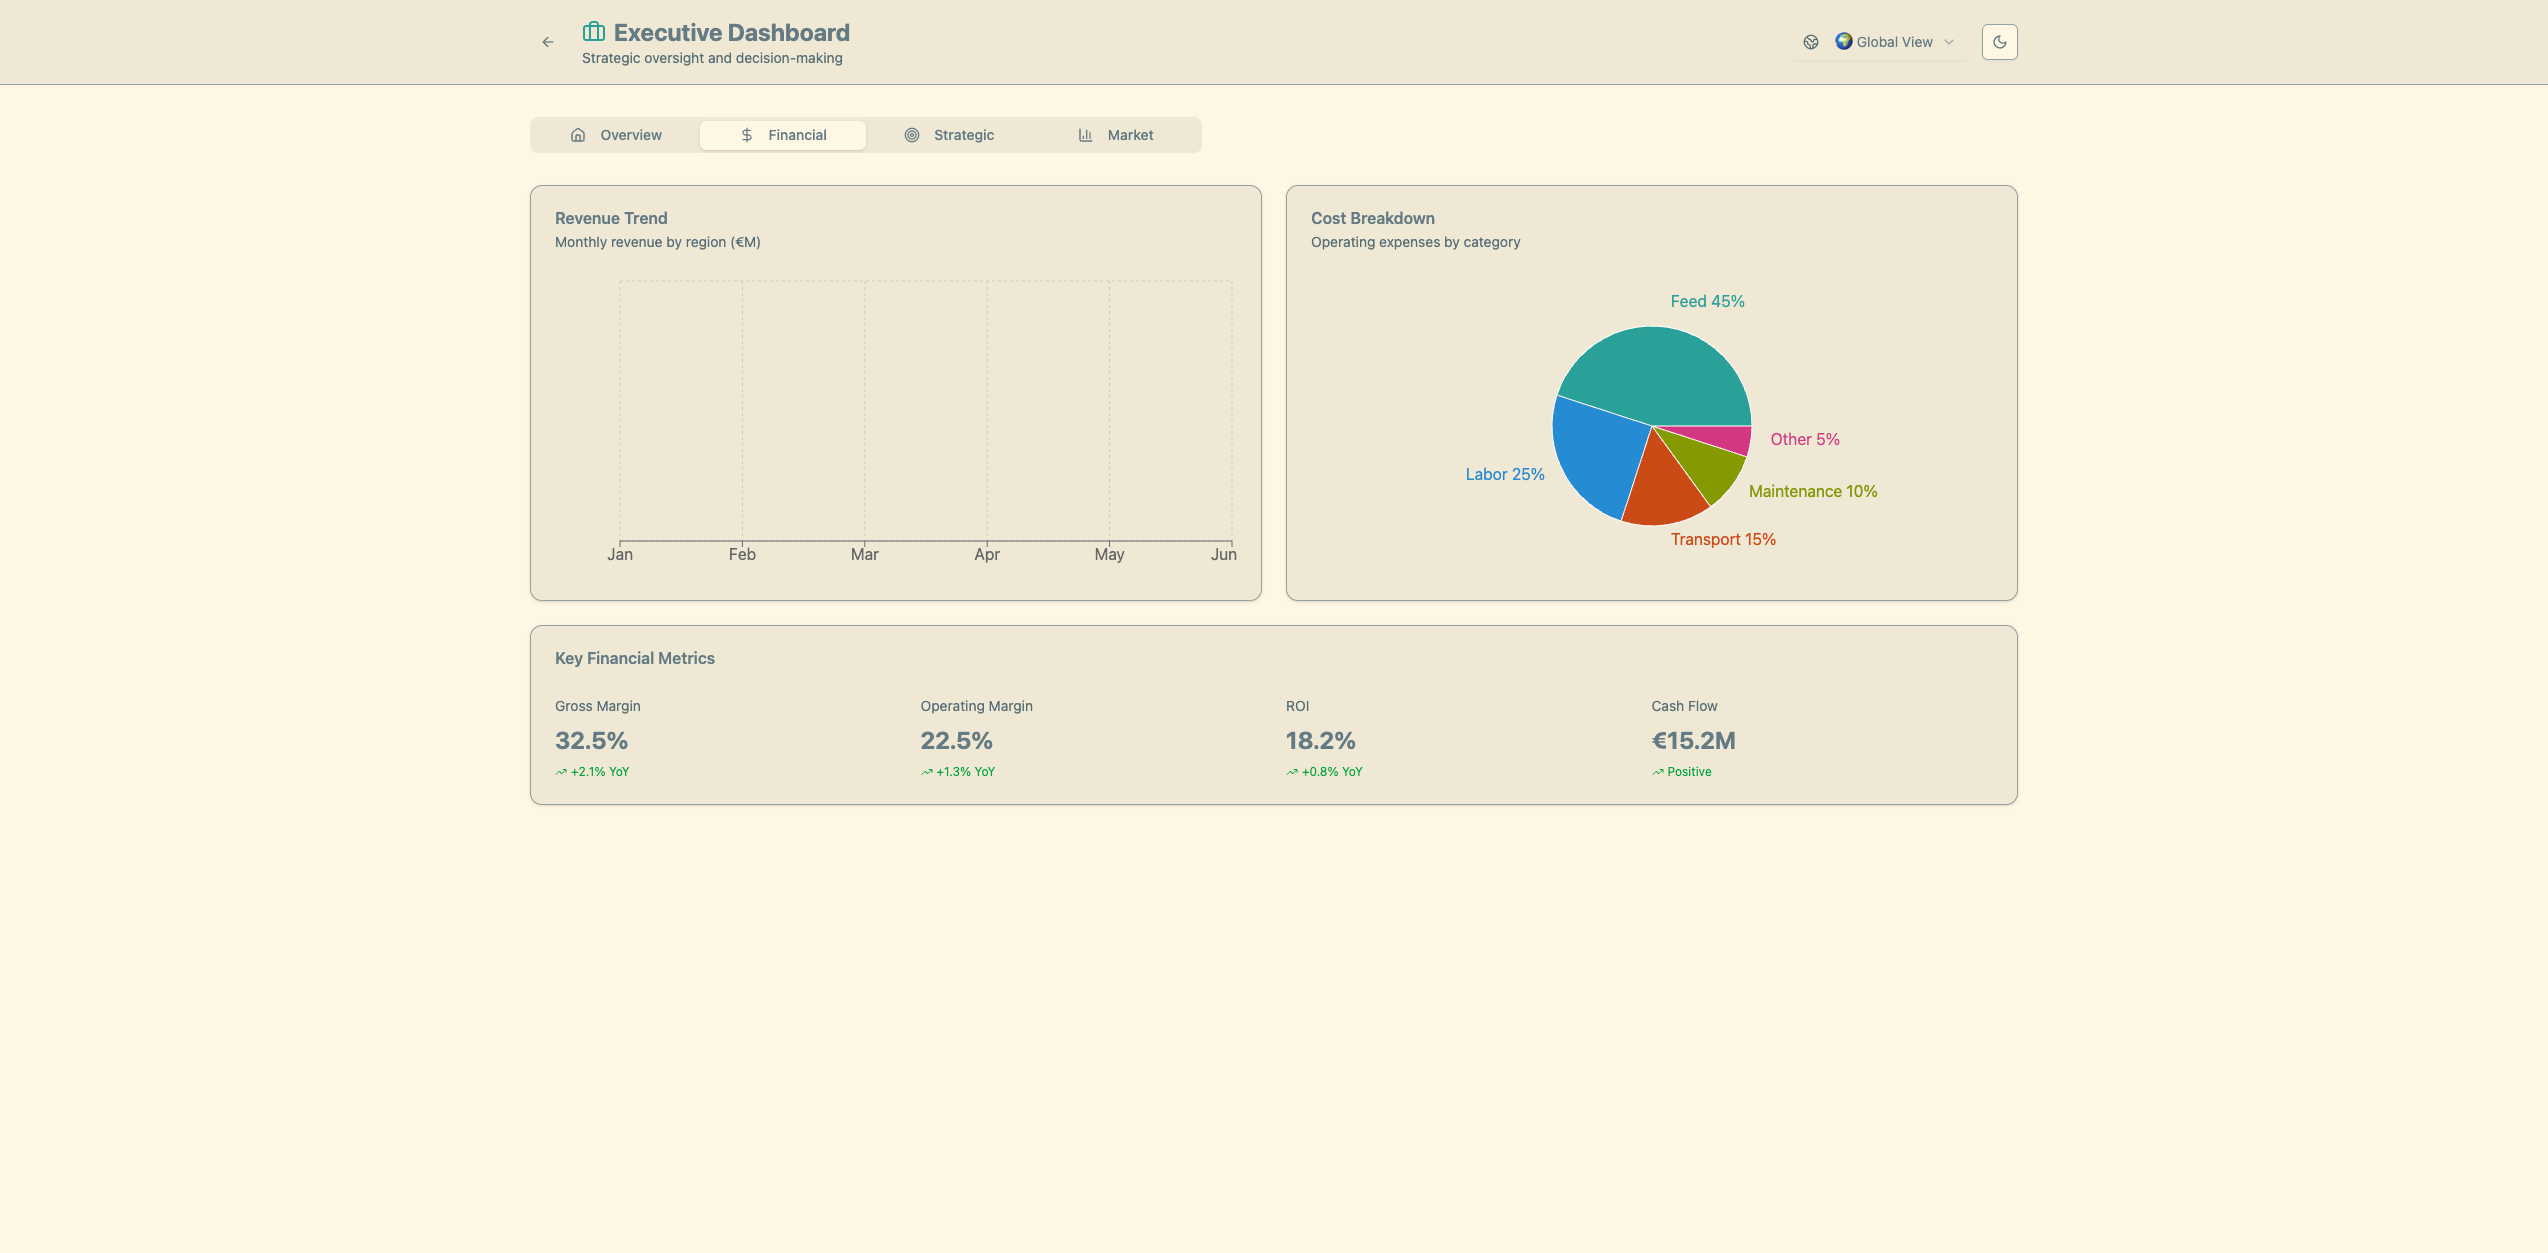 Executive Dashboard
Strategic oversight and decision-making
Global View
Overview
Financial
Strategic
Market
Revenue Trend
Monthly revenue by region (€M)
Jan
Feb
Mar
Apr
May
Jun
Cost Breakdown
Operating expenses by category
Feed 45%
Other 5%
Labor 25%
Maintenance 10%
Transport 15%
Key Financial Metrics
Gross Margin
32.5%
+2.1% YoY
Operating Margin
22.5%
+1.3% YoY
ROI
18.2%
+0.8% YoY
Cash Flow
€15.2M
Positive